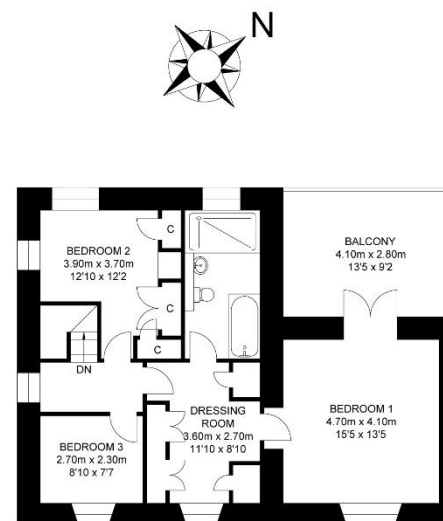 N
BEDROOM 2
3.90m x 3.70m
12'10 x 12'2
C
C
C
DN
BALCONY
4.10m x 2.80m
13'5 x 9'2
BEDROOM 1
4.70m x 4.10m
15'5 x 13'5
DRESSING
ROOM
3.60m x 2.70m
11'10 x 8'10
BEDROOM 3
2.70m x 2.30m
8'10 x 7'7